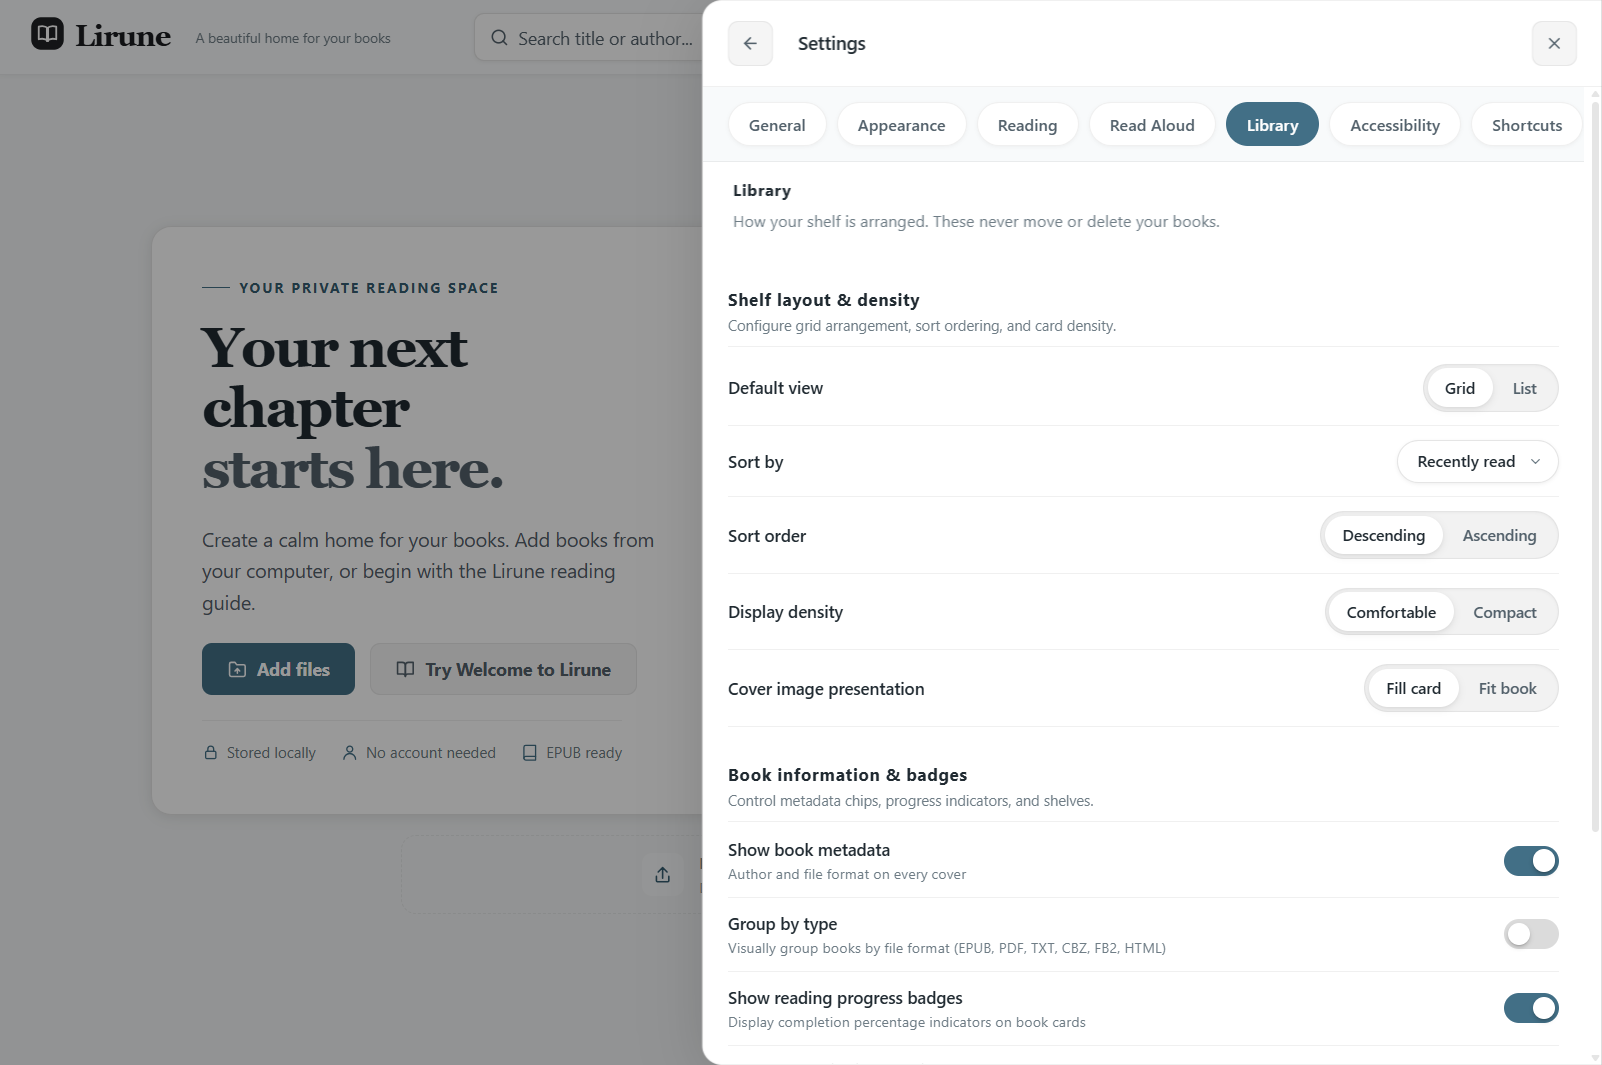 Lirune
A beautiful home for your books
Search title or author...
YOUR PRIVATE READING SPACE
Your next
chapter
starts here.
Create a calm home for your books. Add books from
your computer, or begin with the Lirune reading
guide.
Add files
Try Welcome to Lirune
Stored locally
No account needed
EPUB ready
Settings
General
Appearance
Reading
Read Aloud
Library
Accessibility
Shortcuts
Library
How your shelf is arranged. These never move or delete your books.
Shelf layout & density
Configure grid arrangement, sort ordering, and card density.
Default view
Grid
List
Sort by
Recently read
Sort order
Descending
Ascending
Display density
Comfortable
Compact
Cover image presentation
Fill card
Fit book
Book information & badges
Control metadata chips, progress indicators, and shelves.
Show book metadata
Author and file format on every cover
Group by type
Visually group books by file format (EPUB, PDF, TXT, CBZ, FB2, HTML)
Show reading progress badges
Display completion percentage indicators on book cards